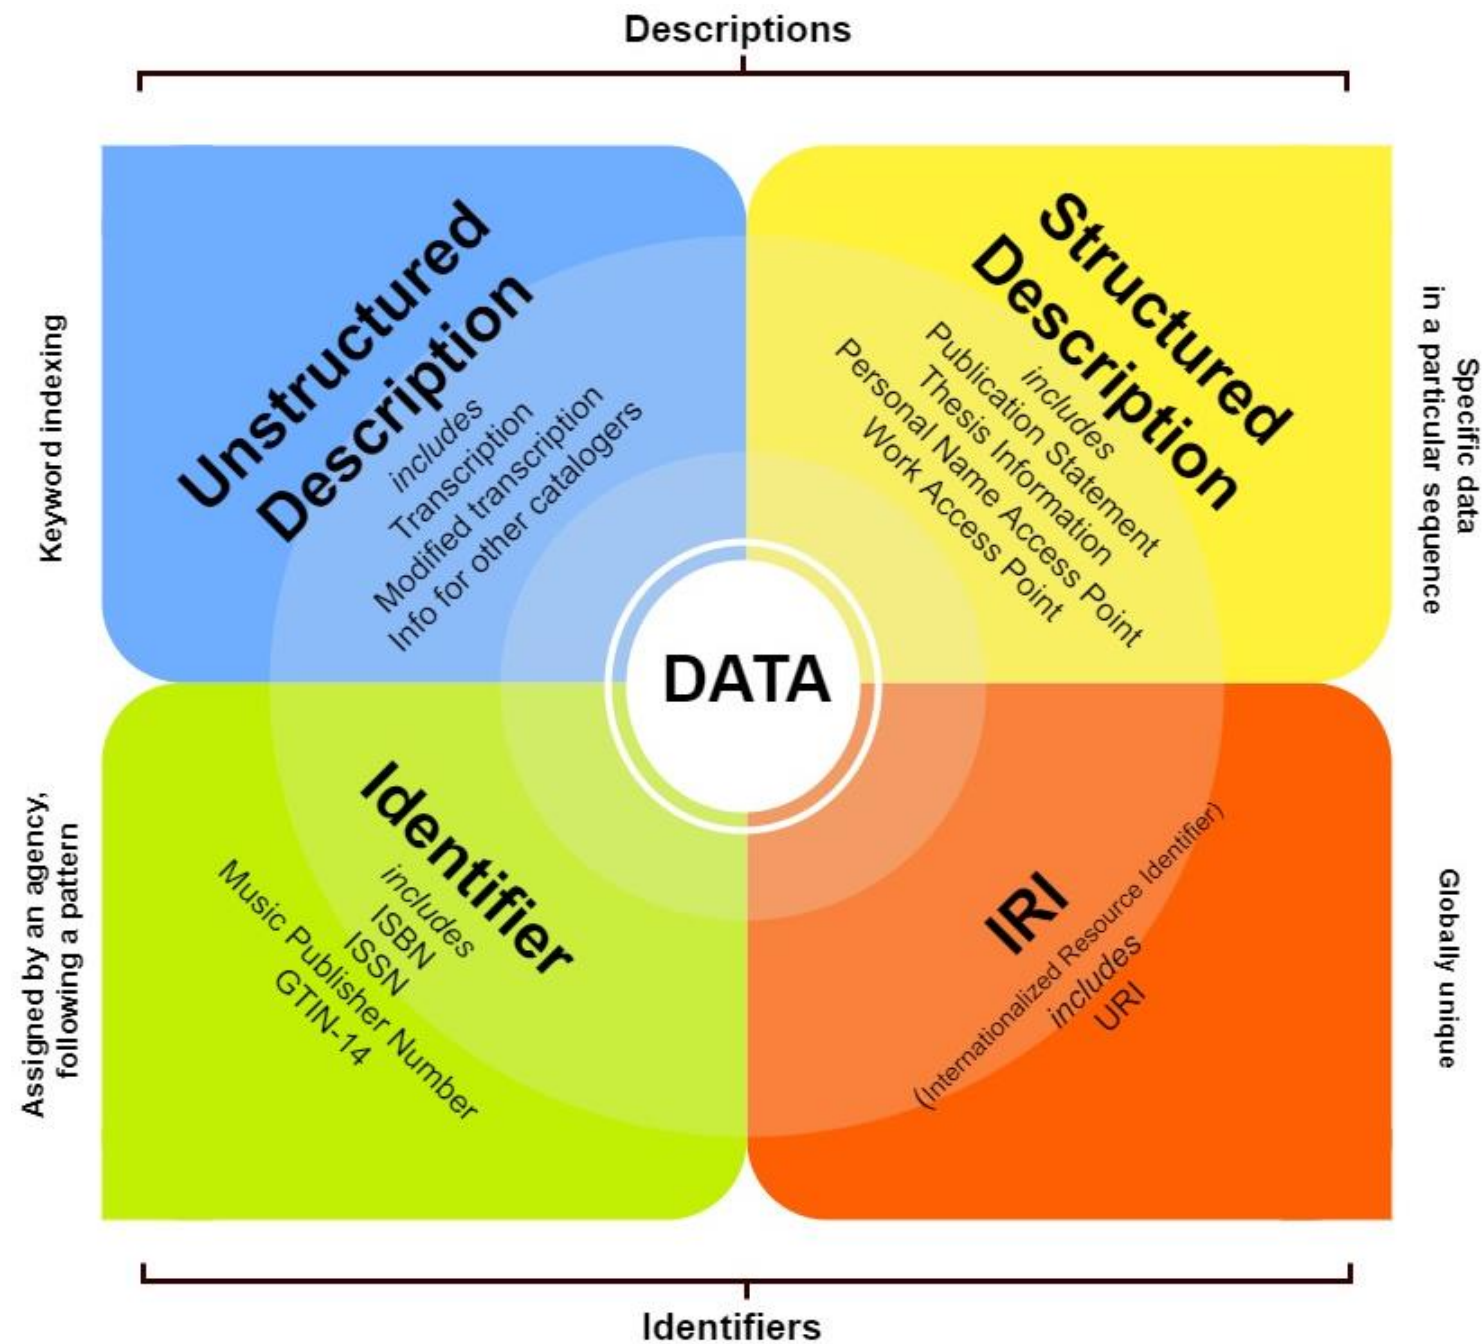 Descriptions
Keyword indexing
Unstructured
Description
includes
Transcription
Modified transcription
Info for other catalogers
Structured
Description
includes
Publication Statement
Thesis Information
Personal Name Access Point
Work Access Point
Specific data
in a particular sequence
DATA
Assigned by an agency,
following a pattern
Identifier
includes
ISBN
ISSN
Music Publisher Number
GTIN-14
IRI
(Internationalized Resource Identifier)
includes
URI
Globally unique
Identifiers